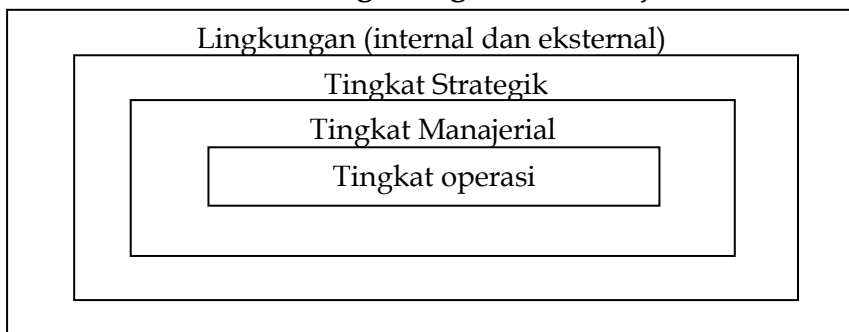 Lingkungan (internal dan eksternal)
Tingkat Strategik
Tingkat Manajerial
Tingkat operasi